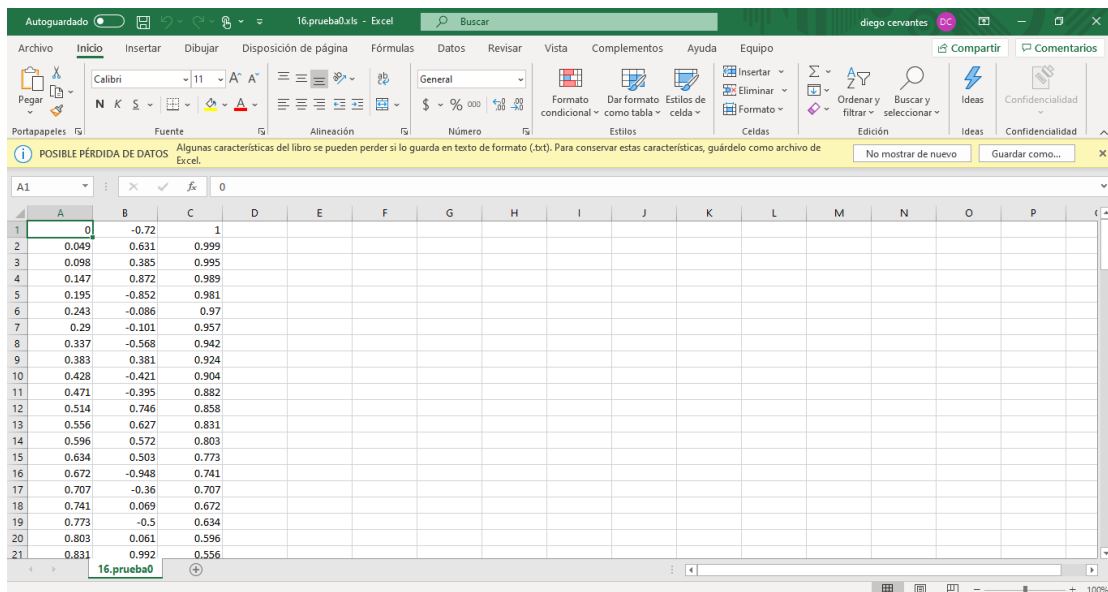 Autoguardado 16.prueba0.xls - Excel Buscar diego cervantes DC
Archivo Inicio Insertar Dibujar Disposición de página Fórmulas Datos Revisar Vista Complementos Ayuda Equipo Compartir Comentarios
Pegar
Calibri 11 A A
N K S A
ab
General
$ % 000
Formato condicional
Dar formato como tabla
Estilos de celda
Insertar
Eliminar
Formato
Ordenar y filtrar
Buscar y seleccionar
Ideas
Confidencialidad
Portapapeles Fuente Alineación Número Estilos Celdas Edición Ideas Confidencialidad
POSIBLE PÉRDIDA DE DATOS Algunas características del libro se pueden perder si lo guarda en texto de formato (.txt). Para conservar estas características, guárdelo como archivo de
Excel.
No mostrar de nuevo Guardar como...
A1 fx 0
A B C D E F G H I J K L M N O P
1 0 -0.72 1
2 0.049 0.631 0.999
3 0.098 0.385 0.995
4 0.147 0.872 0.989
5 0.195 -0.852 0.981
6 0.243 -0.086 0.97
7 0.29 -0.101 0.957
8 0.337 -0.568 0.942
9 0.383 0.381 0.924
10 0.428 -0.421 0.904
11 0.471 -0.395 0.882
12 0.514 0.746 0.858
13 0.556 0.627 0.831
14 0.596 0.572 0.803
15 0.634 0.503 0.773
16 0.672 -0.948 0.741
17 0.707 -0.36 0.707
18 0.741 0.069 0.672
19 0.773 -0.5 0.634
20 0.803 0.061 0.596
21 0.831 0.992 0.556
16.prueba0
100%